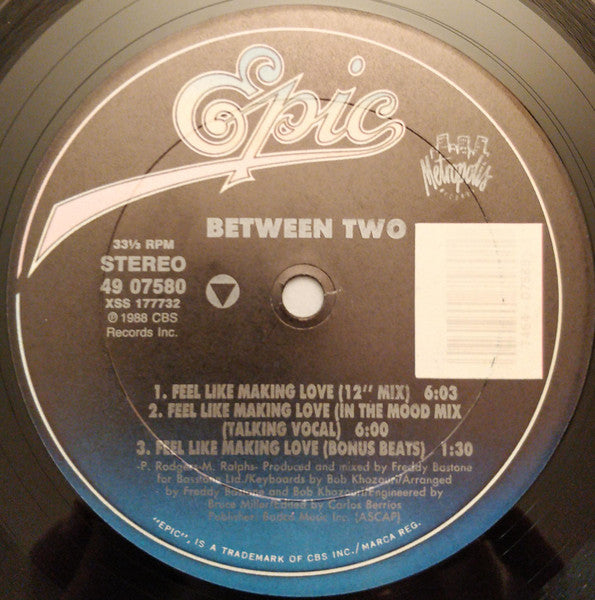 Epic
Metropolis
RECORDS
BETWEEN TWO
33⅓ RPM
STEREO
49 07580
XSS 177732
℗ 1988 CBS
Records Inc.
1. FEEL LIKE MAKING LOVE (12'' MIX) 6:03
2. FEEL LIKE MAKING LOVE (IN THE MOOD MIX
(TALKING VOCAL) 6:00
3. FEEL LIKE MAKING LOVE (BONUS BEATS) 1:30
-P. Rodgers-M. Ralphs- Produced and mixed by Freddy Bastone
for Basstone Ltd./Keyboards by Bob Khozouri/Arranged
by Freddy Bastone and Bob Khozouri/Engineered by
Bruce Miller/Edited by Carlos Berrios
Publisher: Badco Music Inc. (ASCAP)
"EPIC", IS A TRADEMARK OF CBS INC./MARCA REG.